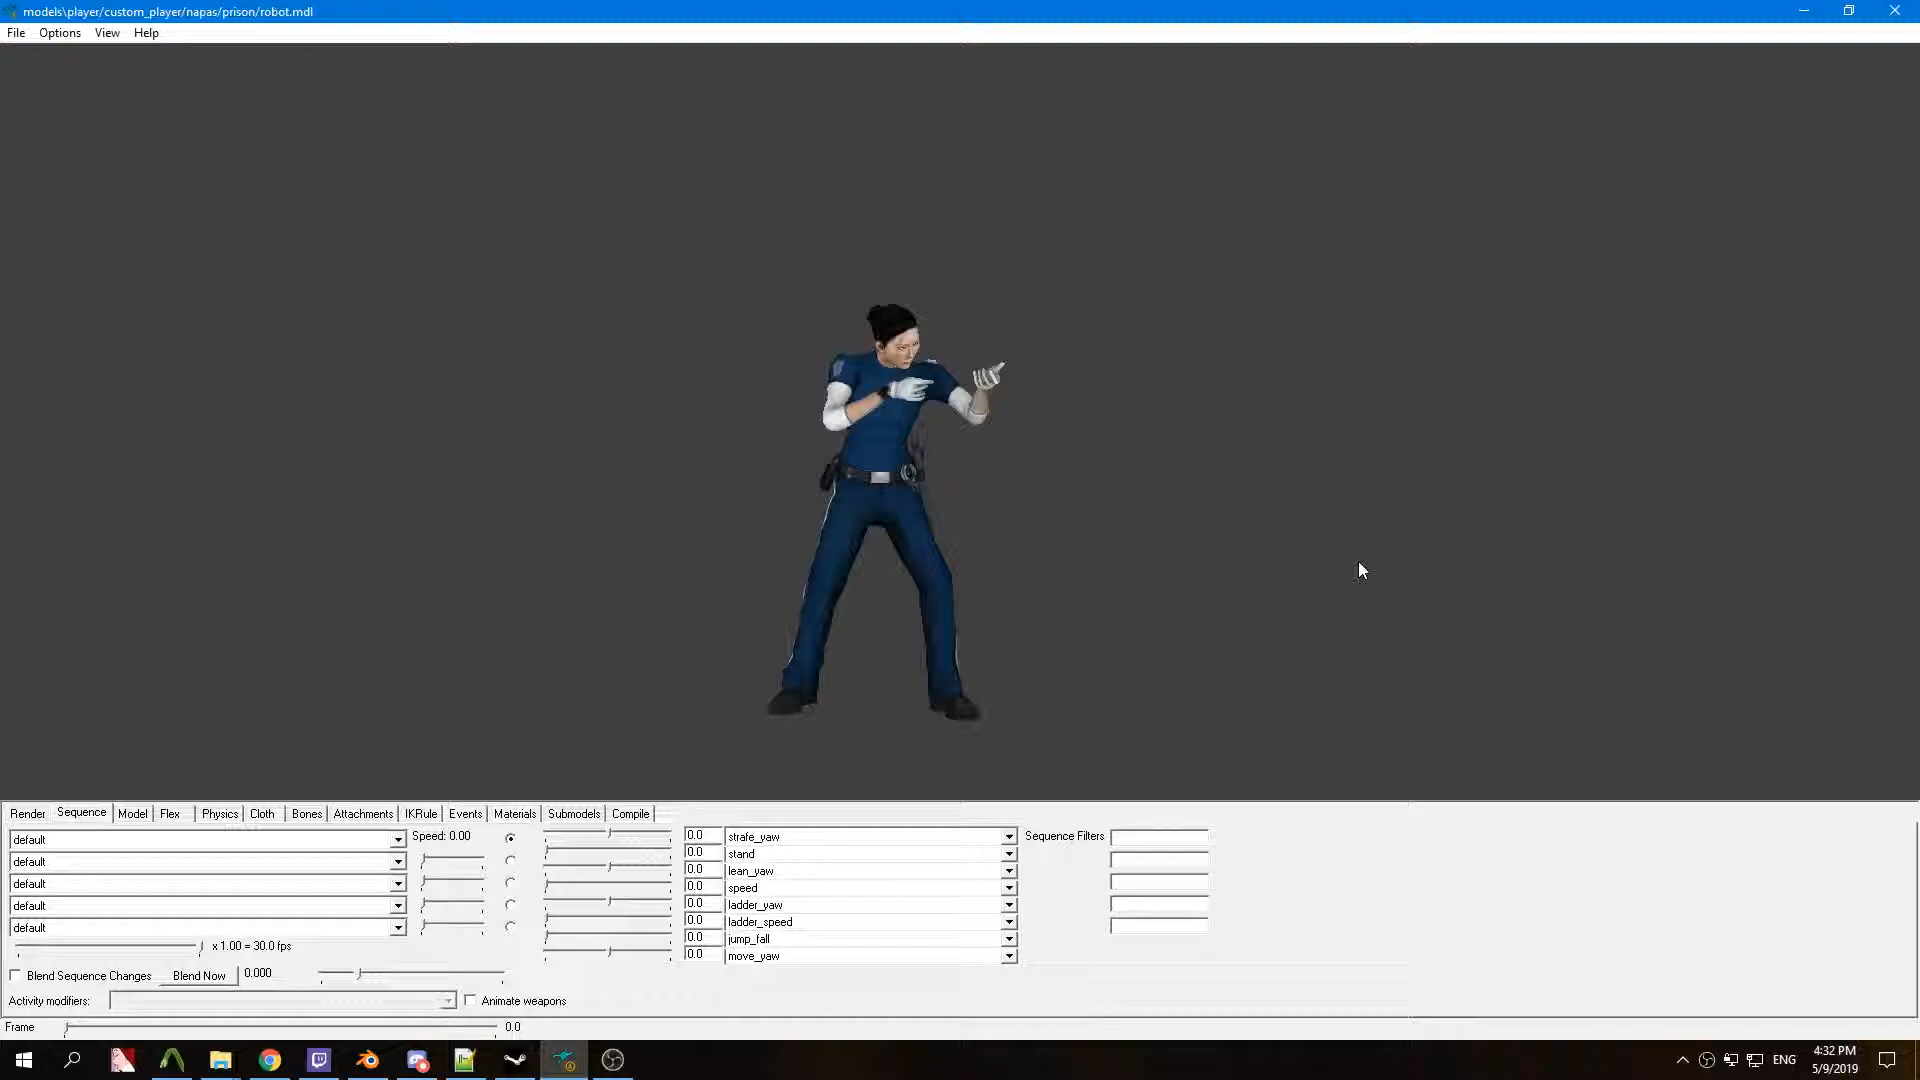 models\player/custom_player/napas/prison/robot.mdl
File Options View Help
Render Sequence Model Flex Physics Cloth Bones Attachments IKRule Events Materials Submodels Compile
default Speed: 0.00 0.0 strafe_yaw Sequence Filters
0.0 stand
default
0.0 lean_yaw
default 0.0 speed
default 0.0 ladder_yaw
0.0 ladder_speed
default
0.0 jump_fall
x 1.00 = 30.0 fps 0.0 move_yaw
Blend Sequence Changes Blend Now 0.000
Activity modifiers: Animate weapons
Frame 0.0
ENG 4:32 PM
5/9/2019